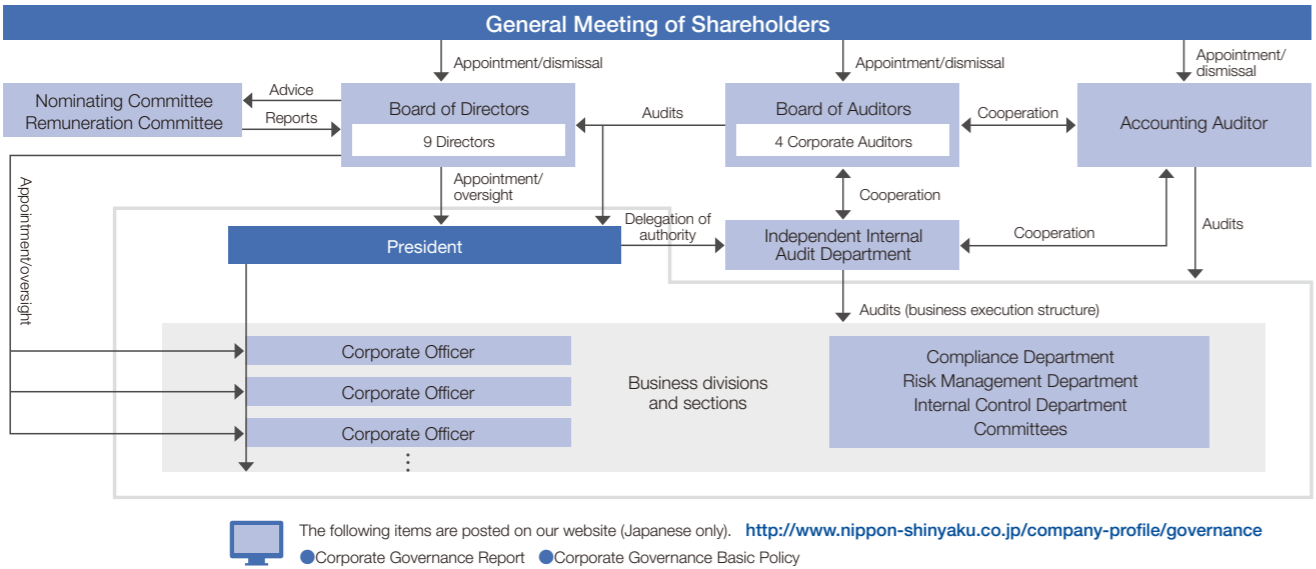 General Meeting of Shareholders
Appointment/dismissal
Appointment/dismissal
Appointment/
dismissal
Nominating Committee
Remuneration Committee
Advice
Reports
Board of Directors
9 Directors
Audits
Board of Auditors
4 Corporate Auditors
Cooperation
Accounting Auditor
Appointment/oversight
Appointment/
oversight
Cooperation
President
Delegation of
authority
Independent Internal
Audit Department
Cooperation
Audits
Audits (business execution structure)
Corporate Officer
Corporate Officer
Corporate Officer
⋮
Business divisions
and sections
Compliance Department
Risk Management Department
Internal Control Department
Committees
The following items are posted on our website (Japanese only). http://www.nippon-shinyaku.co.jp/company-profile/governance
●Corporate Governance Report ●Corporate Governance Basic Policy